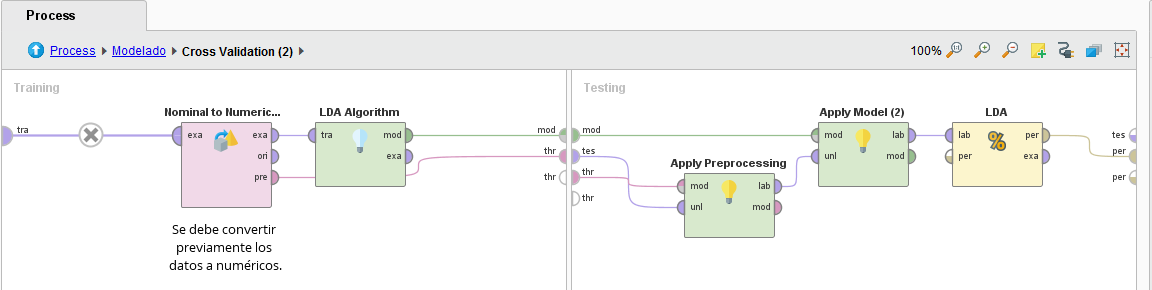 Process
Process Modelado Cross Validation (2)
100%
Training
Testing
Nominal to Numeric...
LDA Algorithm
Apply Model (2)
LDA
tra
exa
exa
ori
pre
tra
mod
exa
mod
thr
thr
mod
tes
thr
thr
Apply Preprocessing
mod
lab
unl
mod
mod
lab
unl
mod
lab
per
per
exa
tes
per
per
Se debe convertir
previamente los
datos a numéricos.